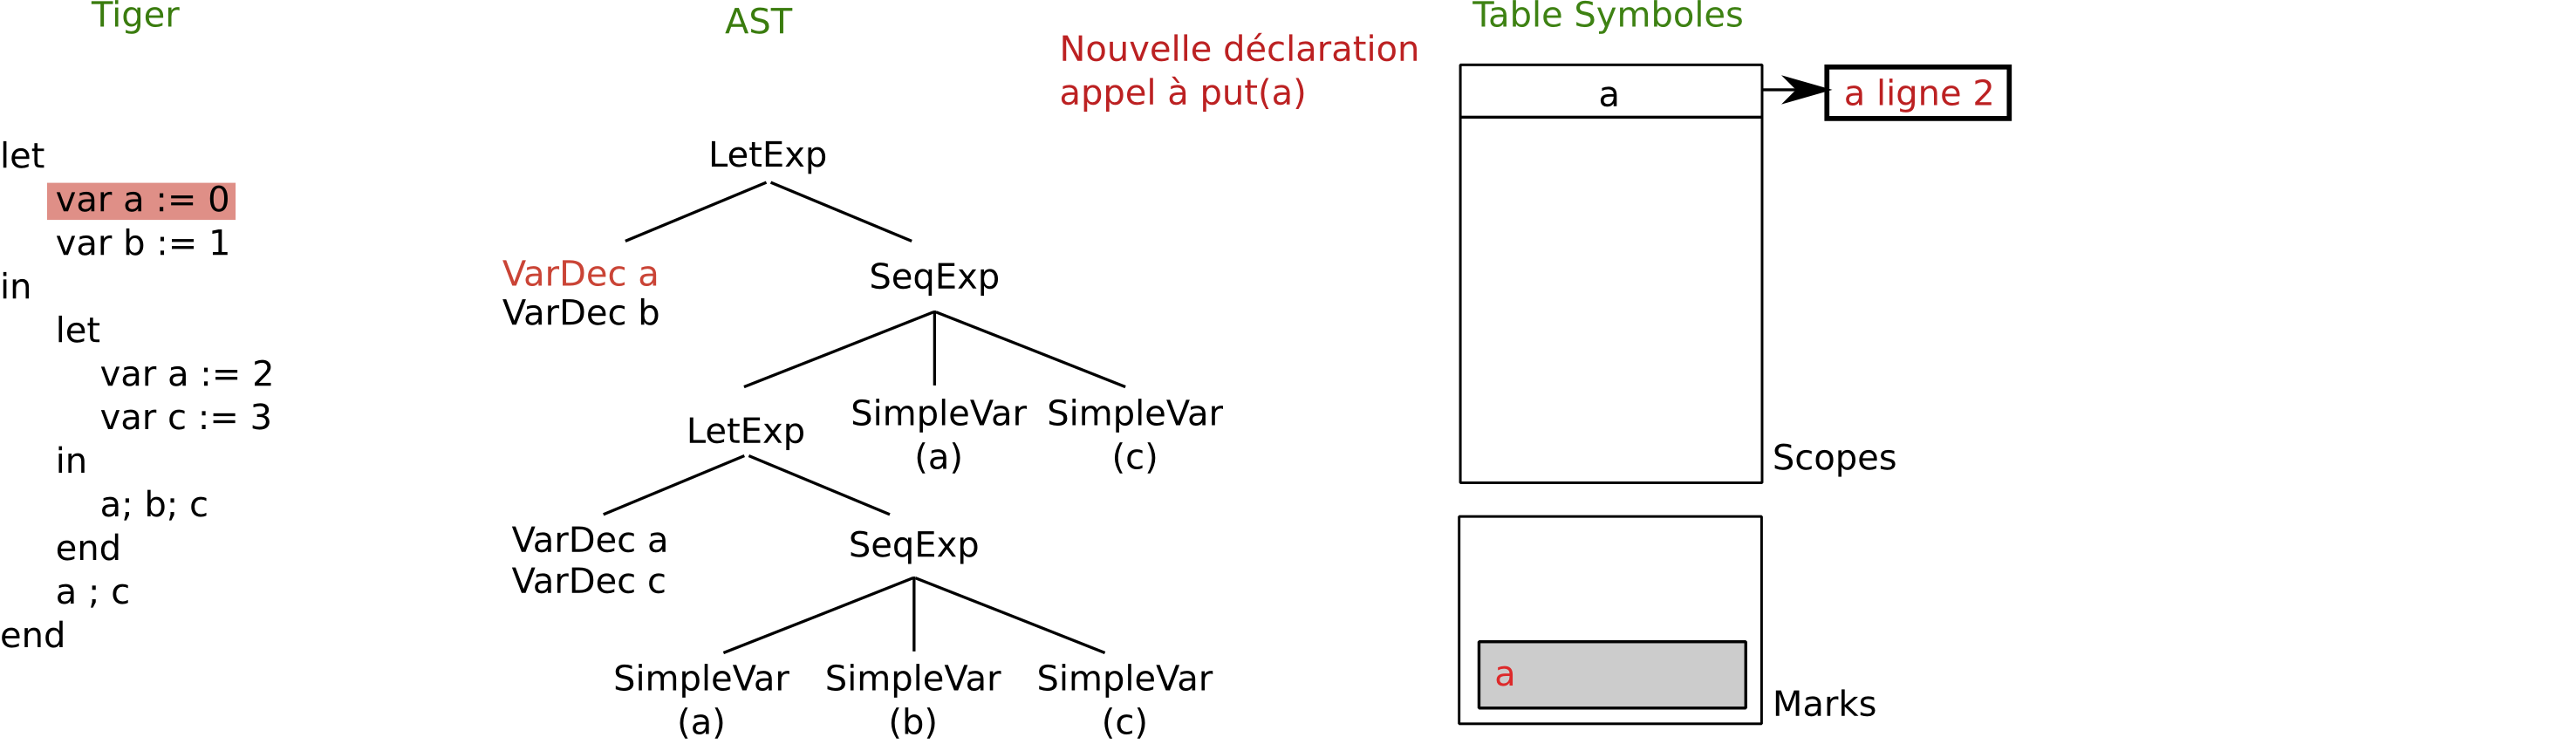 Tiger
let
var a := 0
var b := 1
in
let
var a := 2
var c := 3
in
a; b; c
end
a ; c
end
AST
LetExp
VarDec a
VarDec b
SeqExp
LetExp
SimpleVar
(a)
SimpleVar
(c)
VarDec a
VarDec c
SeqExp
SimpleVar
(a)
SimpleVar
(b)
SimpleVar
(c)
Nouvelle déclaration
appel à put(a)
Table Symboles
a
a ligne 2
Scopes
a
Marks